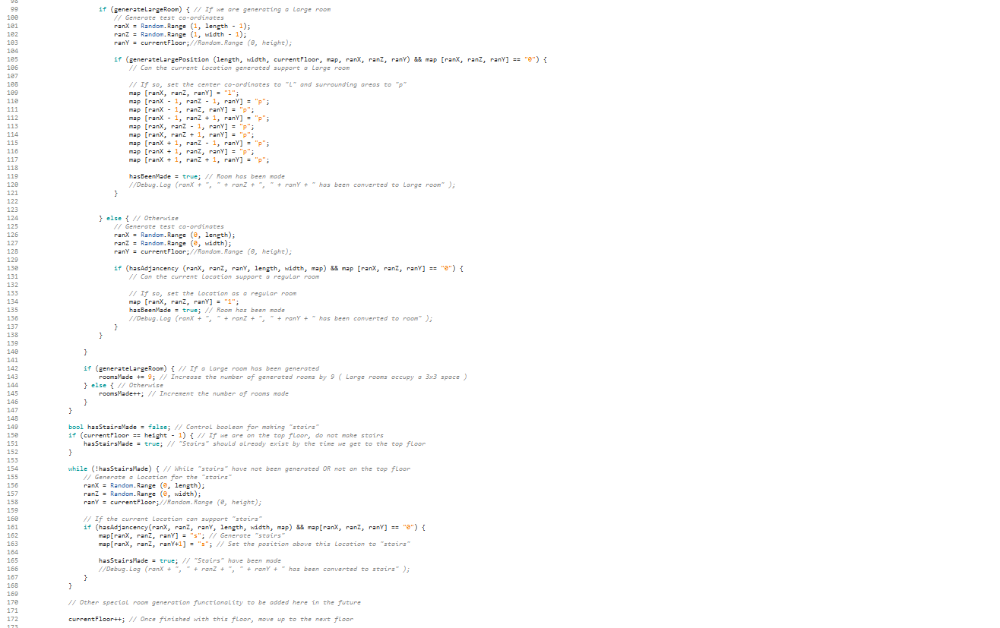 98
99 if (generateLargeRoom) { // If we are generating a large room
100 // Generate test co-ordinates
101 ranX = Random.Range (1, length - 1);
102 ranZ = Random.Range (1, width - 1);
103 ranY = currentFloor;//Random.Range (0, height);
104
105 if (generateLargePosition (length, width, currentFloor, map, ranX, ranZ, ranY) && map [ranX, ranZ, ranY] == "0") {
106 // Can the current location generated support a large room
107
108 // If so, set the center co-ordinates to "L" and surrounding areas to "p"
109 map [ranX, ranZ, ranY] = "l";
110 map [ranX - 1, ranZ - 1, ranY] = "p";
111 map [ranX - 1, ranZ, ranY] = "p";
112 map [ranX - 1, ranZ + 1, ranY] = "p";
113 map [ranX, ranZ - 1, ranY] = "p";
114 map [ranX, ranZ + 1, ranY] = "p";
115 map [ranX + 1, ranZ - 1, ranY] = "p";
116 map [ranX + 1, ranZ, ranY] = "p";
117 map [ranX + 1, ranZ + 1, ranY] = "p";
118
119 hasBeenMade = true; // Room has been made
120 //Debug.Log (ranX + ", " + ranZ + ", " + ranY + " has been converted to large room" );
121 }
122
123
124 } else { // Otherwise
125 // Generate test co-ordinates
126 ranX = Random.Range (0, length);
127 ranZ = Random.Range (0, width);
128 ranY = currentFloor;//Random.Range (0, height);
129
130 if (hasAdjancency (ranX, ranZ, ranY, length, width, map) && map [ranX, ranZ, ranY] == "0") {
131 // Can the current location support a regular room
132
133 // If so, set the location as a regular room
134 map [ranX, ranZ, ranY] = "1";
135 hasBeenMade = true; // Room has been made
136 //Debug.Log (ranX + ", " + ranZ + ", " + ranY + " has been converted to room" );
137 }
138 }
139
140 }
141
142 if (generateLargeRoom) { // If a large room has been generated
143 roomsMade += 9; // Increase the number of generated rooms by 9 ( Large rooms occupy a 3x3 space )
144 } else { // Otherwise
145 roomsMade++; // Increment the number of rooms made
146 }
147 }
148
149 bool hasStairsMade = false; // Control boolean for making "stairs"
150 if (currentFloor == height - 1) { // If we are on the top floor, do not make stairs
151 hasStairsMade = true; // "Stairs" should already exist by the time we get to the top floor
152 }
153
154 while (!hasStairsMade) { // While "stairs" have not been generated OR not on the top floor
155 // Generate a location for the "stairs"
156 ranX = Random.Range (0, length);
157 ranZ = Random.Range (0, width);
158 ranY = currentFloor;//Random.Range (0, height);
159
160 // If the current location can support "stairs"
161 if (hasAdjancency(ranX, ranZ, ranY, length, width, map) && map[ranX, ranZ, ranY] == "0") {
162 map[ranX, ranZ, ranY] = "s"; // Generate "stairs"
163 map[ranX, ranZ, ranY+1] = "s"; // Set the position above this location to "stairs"
164
165 hasStairsMade = true; // "Stairs" have been made
166 //Debug.Log (ranX + ", " + ranZ + ", " + ranY + " has been converted to stairs" );
167 }
168 }
169
170 // Other special room generation functionality to be added here in the future
171
172 currentFloor++; // Once finished with this floor, move up to the next floor
173